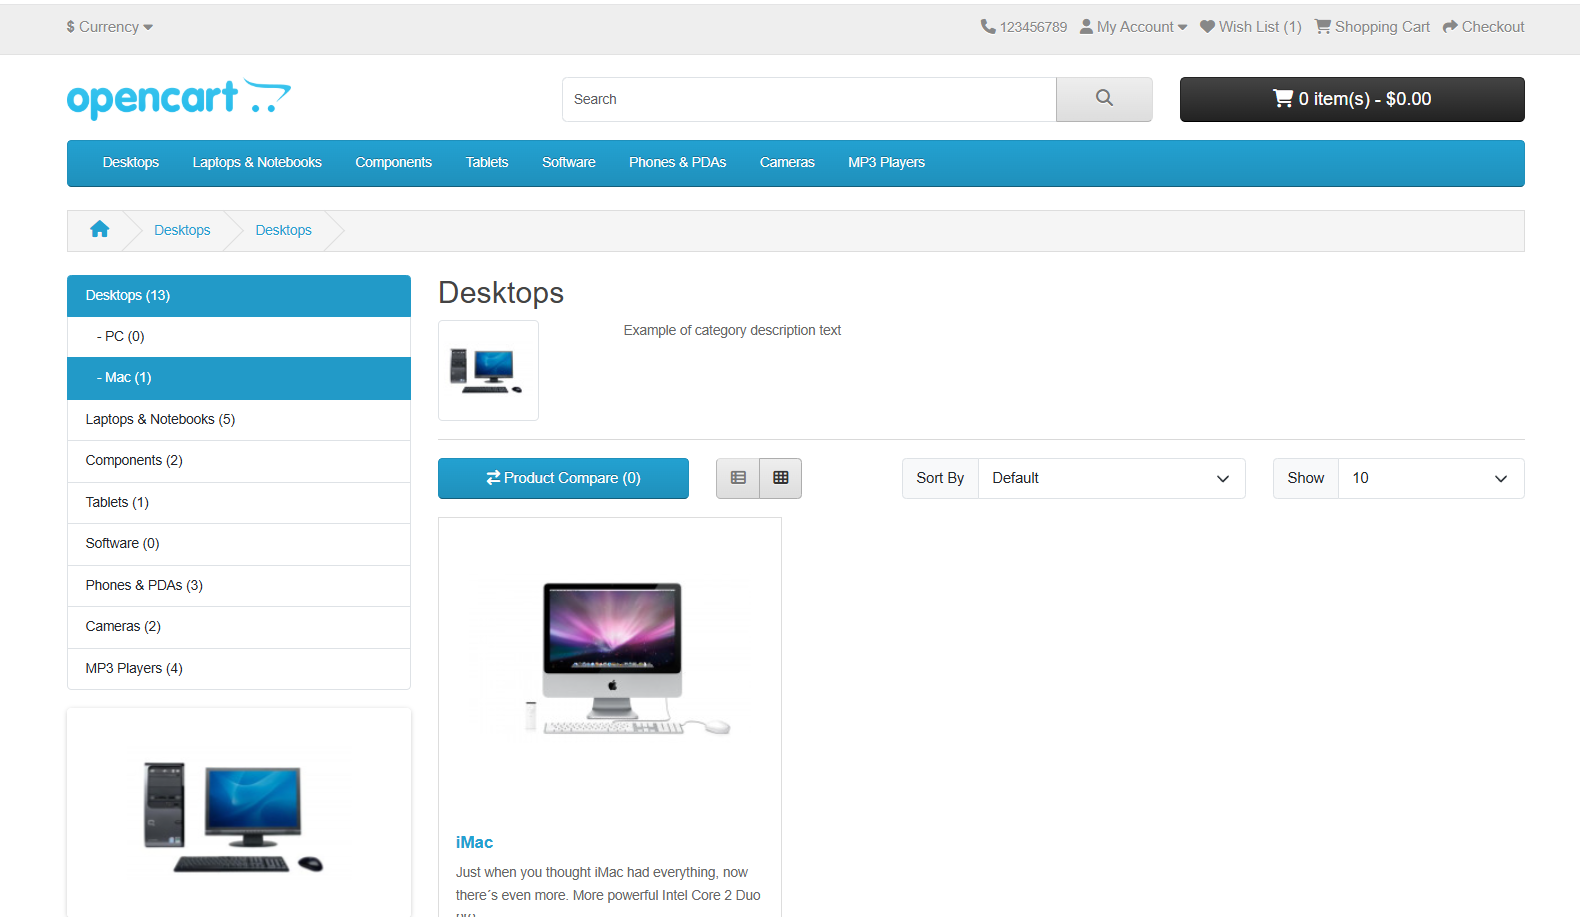 $ Currency
123456789 My Account Wish List (1) Shopping Cart Checkout
opencart
Search
0 item(s) - $0.00
Desktops Laptops & Notebooks Components Tablets Software Phones & PDAs Cameras MP3 Players
Desktops Desktops
Desktops (13)
- PC (0)
- Mac (1)
Laptops & Notebooks (5)
Components (2)
Tablets (1)
Software (0)
Phones & PDAs (3)
Cameras (2)
MP3 Players (4)
Desktops
Example of category description text
Product Compare (0)
Sort By Default
Show 10
iMac
Just when you thought iMac had everything, now
there´s even more. More powerful Intel Core 2 Duo